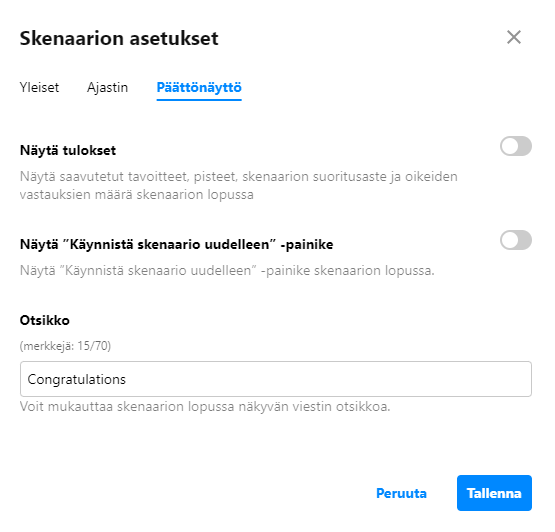 Skenaarion asetukset
Yleiset Ajastin Päättönäyttö
Näytä tulokset
Näytä saavutetut tavoitteet, pisteet, skenaarion suoritusaste ja oikeiden
vastauksien määrä skenaarion lopussa
Näytä ”Käynnistä skenaario uudelleen” -painike
Näytä ”Käynnistä skenaario uudelleen” -painike skenaarion lopussa.
Otsikko
(merkkejä: 15/70)
Congratulations
Voit mukauttaa skenaarion lopussa näkyvän viestin otsikkoa.
Peruuta Tallenna